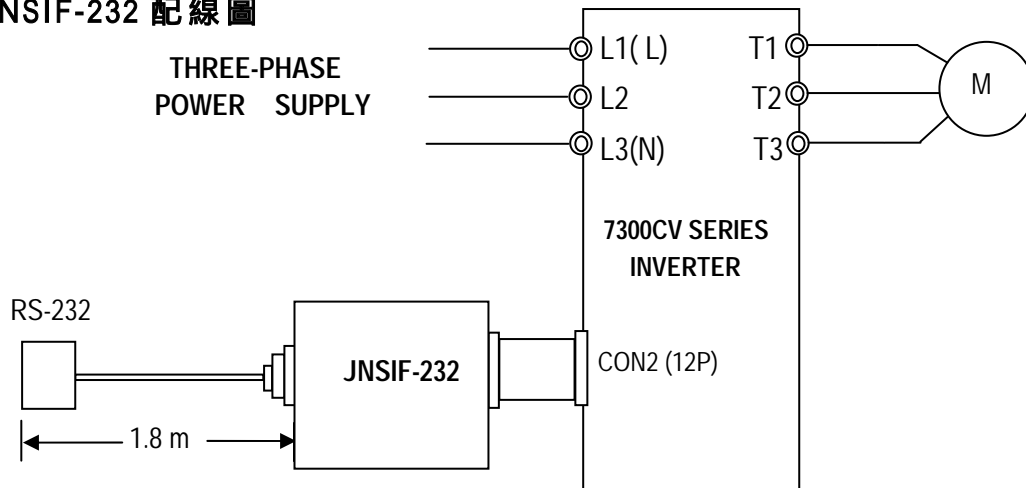 NSIF-232 配線圖
THREE-PHASE
POWER SUPPLY
L1( L)
L2
L3(N)
T1
T2
T3
M
7300CV SERIES
INVERTER
RS-232
JNSIF-232
CON2 (12P)
1.8 m